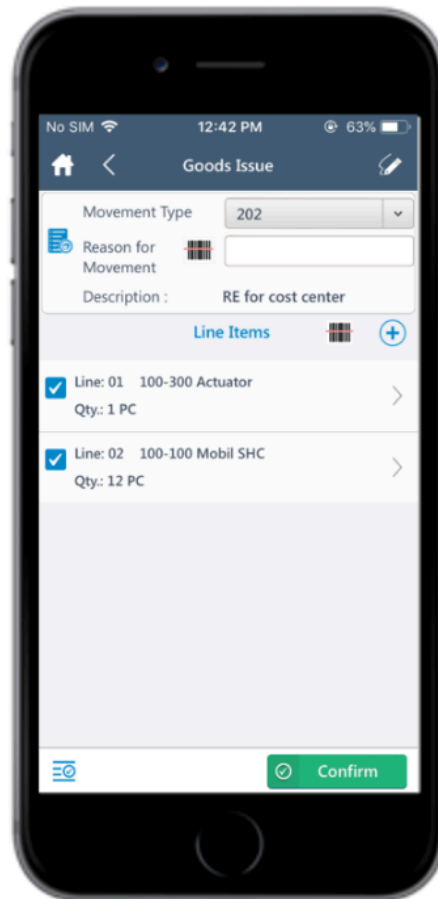 No SIM 12:42 PM 63%
Goods Issue
Movement Type 202
Reason for
Movement
Description : RE for cost center
Line Items
Line: 01 100-300 Actuator
Qty.: 1 PC
Line: 02 100-100 Mobil SHC
Qty.: 12 PC
Confirm